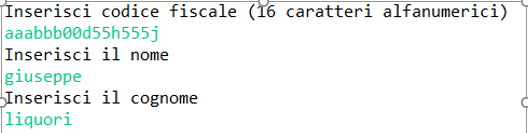 Inserisci codice fiscale (16 caratteri alfanumerici)
aaabbb00d55h555j
Inserisci il nome
giuseppe
Inserisci il cognome
liquori